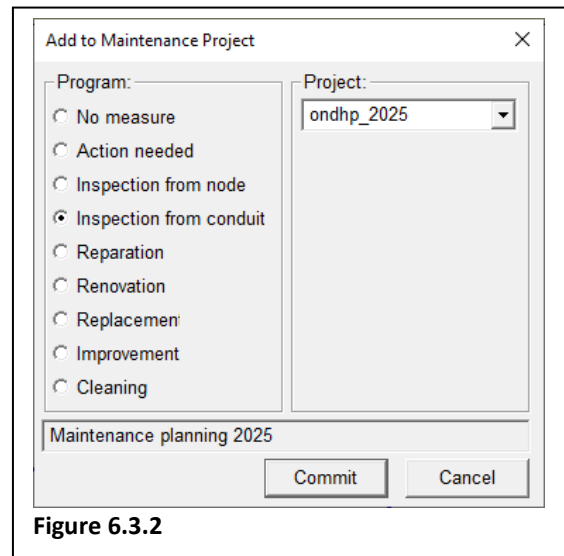 Add to Maintenance Project
Program:
No measure
Action needed
Inspection from node
Inspection from conduit
Reparation
Renovation
Replacement
Improvement
Cleaning
Project:
ondhp_2025
Maintenance planning 2025
Commit
Cancel
Figure 6.3.2